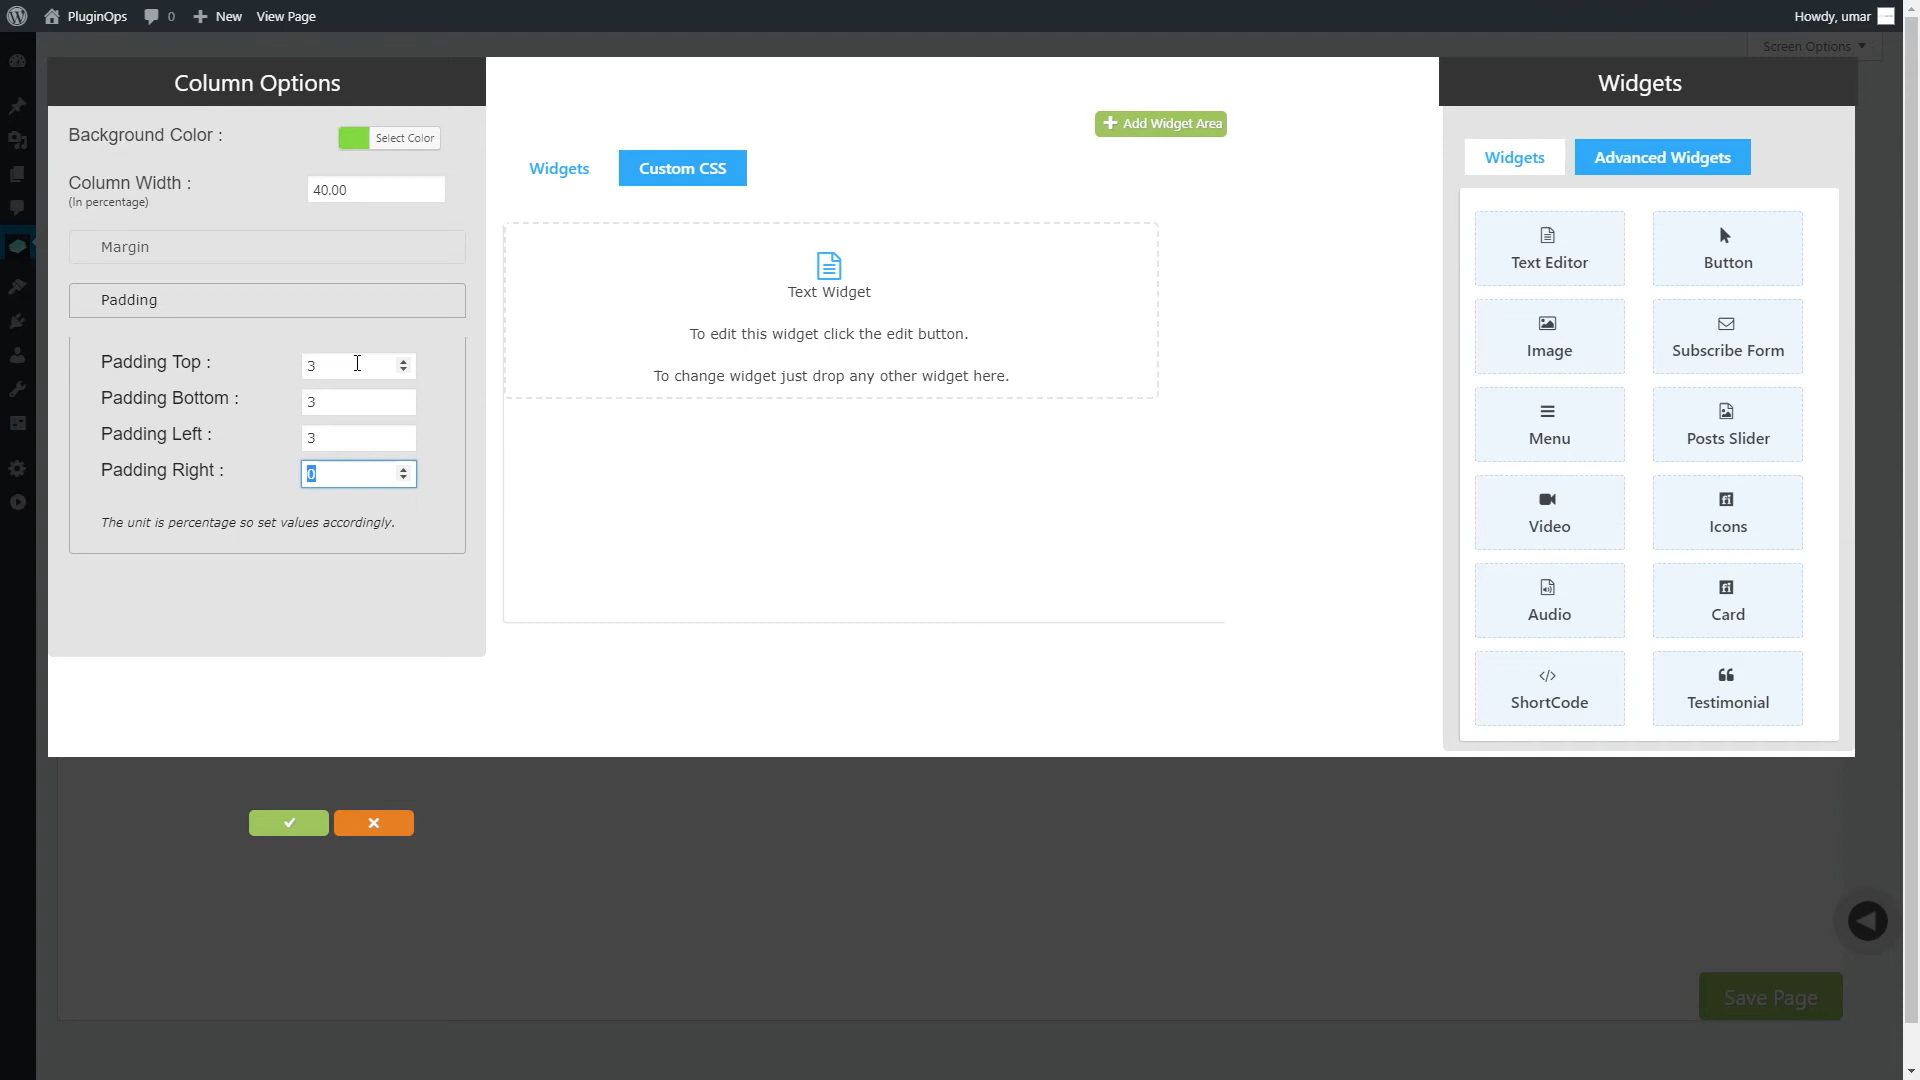 PluginOps 0 New View Page Howdy, umar
Screen Options
Column Options
Background Color :
Select Color
Column Width :
(In percentage)
40.00
Margin
Padding
Padding Top :
3
Padding Bottom :
3
Padding Left :
3
Padding Right :
0
The unit is percentage so set values accordingly.
Add Widget Area
Widgets
Custom CSS
Text Widget
To edit this widget click the edit button.
To change widget just drop any other widget here.
Widgets
Widgets
Advanced Widgets
Text Editor
Button
Image
Subscribe Form
Menu
Posts Slider
Video
Icons
Audio
Card
ShortCode
Testimonial
Save Page